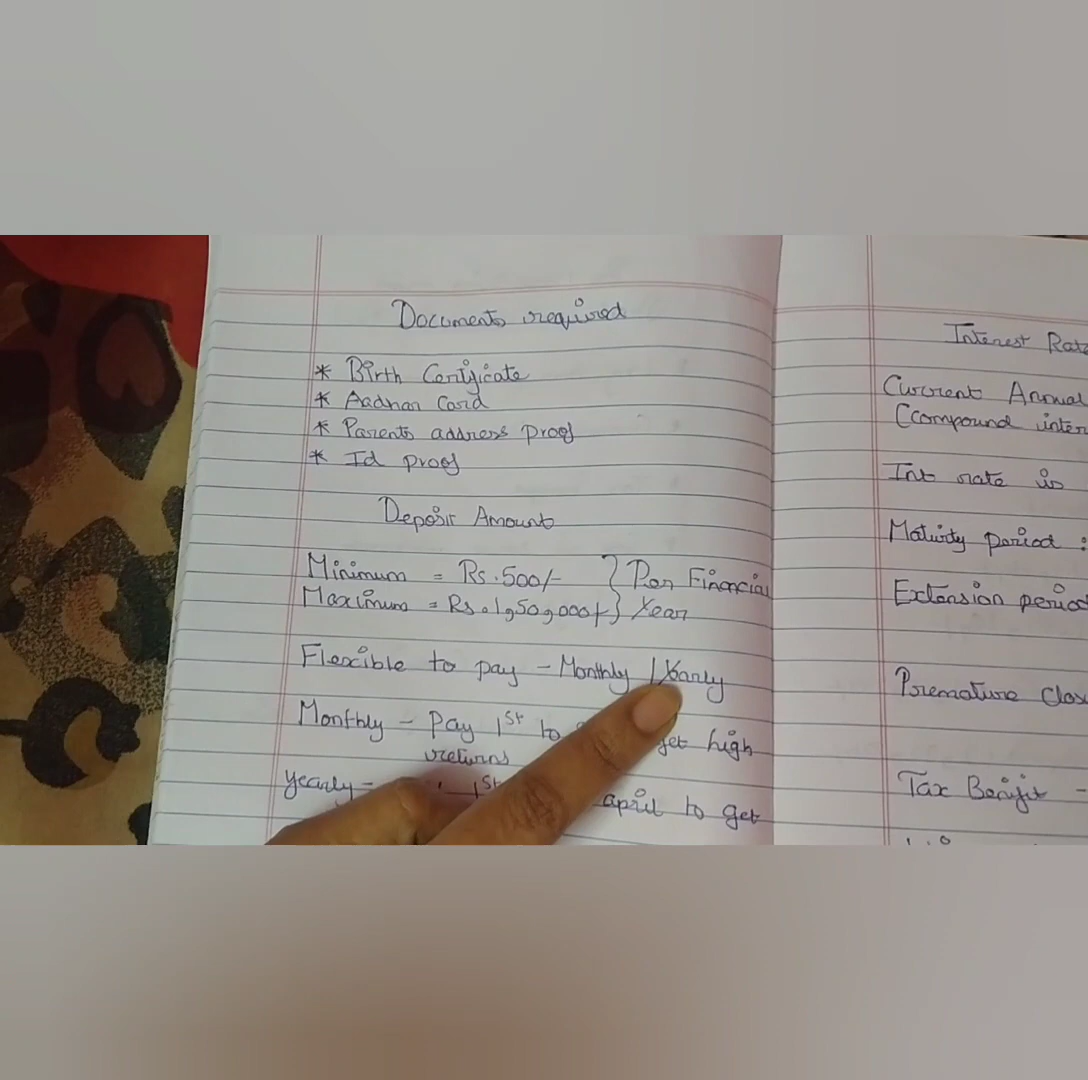 Documents required
* Birth Certificate
* Aadhar Card
* Parents address proof
* Id proof
Deposit Amount
Minimum = Rs.500/- } Per Financial
Maximum = Rs.1,50,000/- } Year
Flexible to pay - Monthly / Yearly
Monthly - Pay 1st to get high
returns
yearly - 1st april to get
Interest Rate
Current Annual
(compound inter
Int rate is
Maturity period :
Extension period
Premature Clos
Tax Benifit -